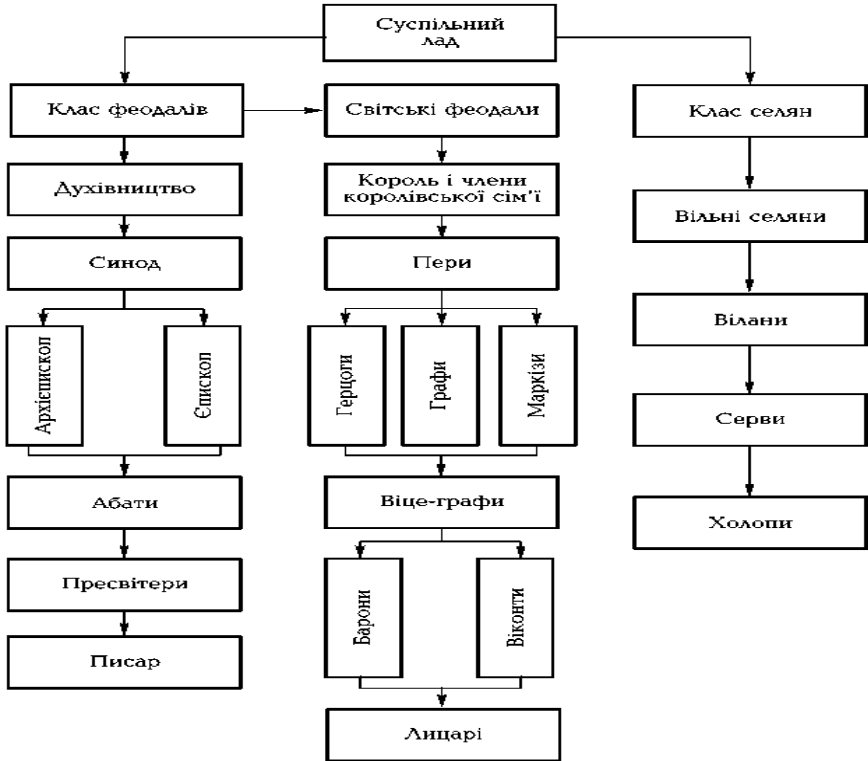 Суспільний
лад
Клас феодалів
Світські феодали
Клас селян
Духівництво
Король і члени
королівської сім'ї
Вільні селяни
Синод
Пери
Вілани
Архієпископ
Єпископ
Герцоги
Графи
Маркізи
Серви
Абати
Віце-графи
Холопи
Пресвітери
Барони
Віконти
Писар
Лицарі